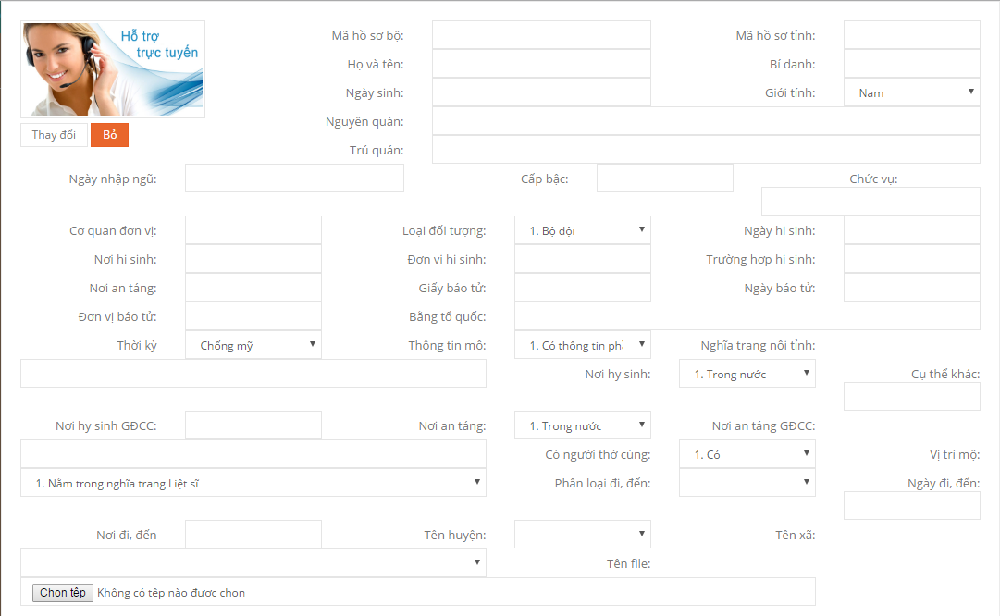 Hỗ trợ
trực tuyến
Thay đổi Bỏ
Mã hồ sơ bộ: Mã hồ sơ tỉnh:
Họ và tên: Bí danh:
Ngày sinh: Giới tính: Nam
Nguyên quán:
Trú quán:
Ngày nhập ngũ: Cấp bậc: Chức vụ:
Cơ quan đơn vị: Loại đối tượng: 1. Bộ đội Ngày hi sinh:
Nơi hi sinh: Đơn vị hi sinh: Trường hợp hi sinh:
Nơi an táng: Giấy báo tử: Ngày báo tử:
Đơn vị báo tử: Bằng tổ quốc:
Thời kỳ Chống mỹ Thông tin mộ: 1. Có thông tin ph Nghĩa trang nội tỉnh:
Nơi hy sinh: 1. Trong nước Cụ thể khác:
Nơi hy sinh GĐCC: Nơi an táng: 1. Trong nước Nơi an táng GĐCC:
Có người thờ cúng: 1. Có Vị trí mộ:
1. Nằm trong nghĩa trang Liệt sĩ Phân loại đi, đến: Ngày đi, đến:
Nơi đi, đến Tên huyện: Tên xã:
Tên file:
Chọn tệp Không có tệp nào được chọn